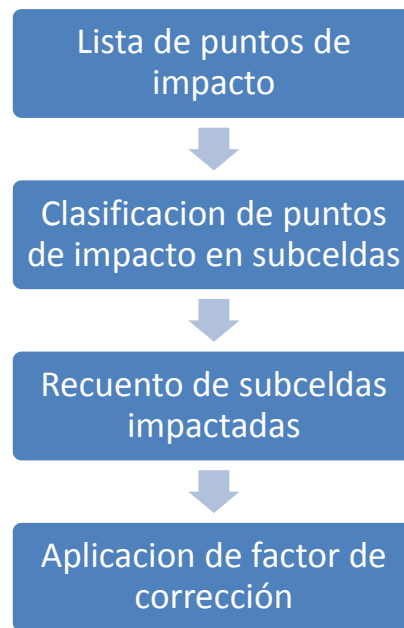 Lista de puntos de
impacto
Clasificacion de puntos
de impacto en subceldas
Recuento de subceldas
impactadas
Aplicacion de factor de
corrección